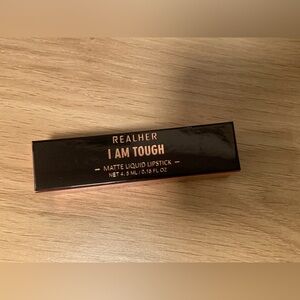 REALHER
I AM TOUGH
– MATTE LIQUID LIPSTICK –
NET 4.5 ML / 0.15 FL OZ